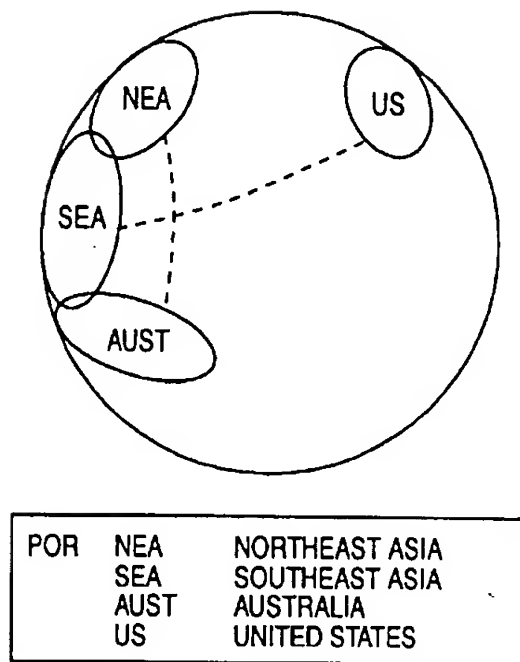 NEA
US
SEA
AUST
POR NEA NORTHEAST ASIA
SEA SOUTHEAST ASIA
AUST AUSTRALIA
US UNITED STATES